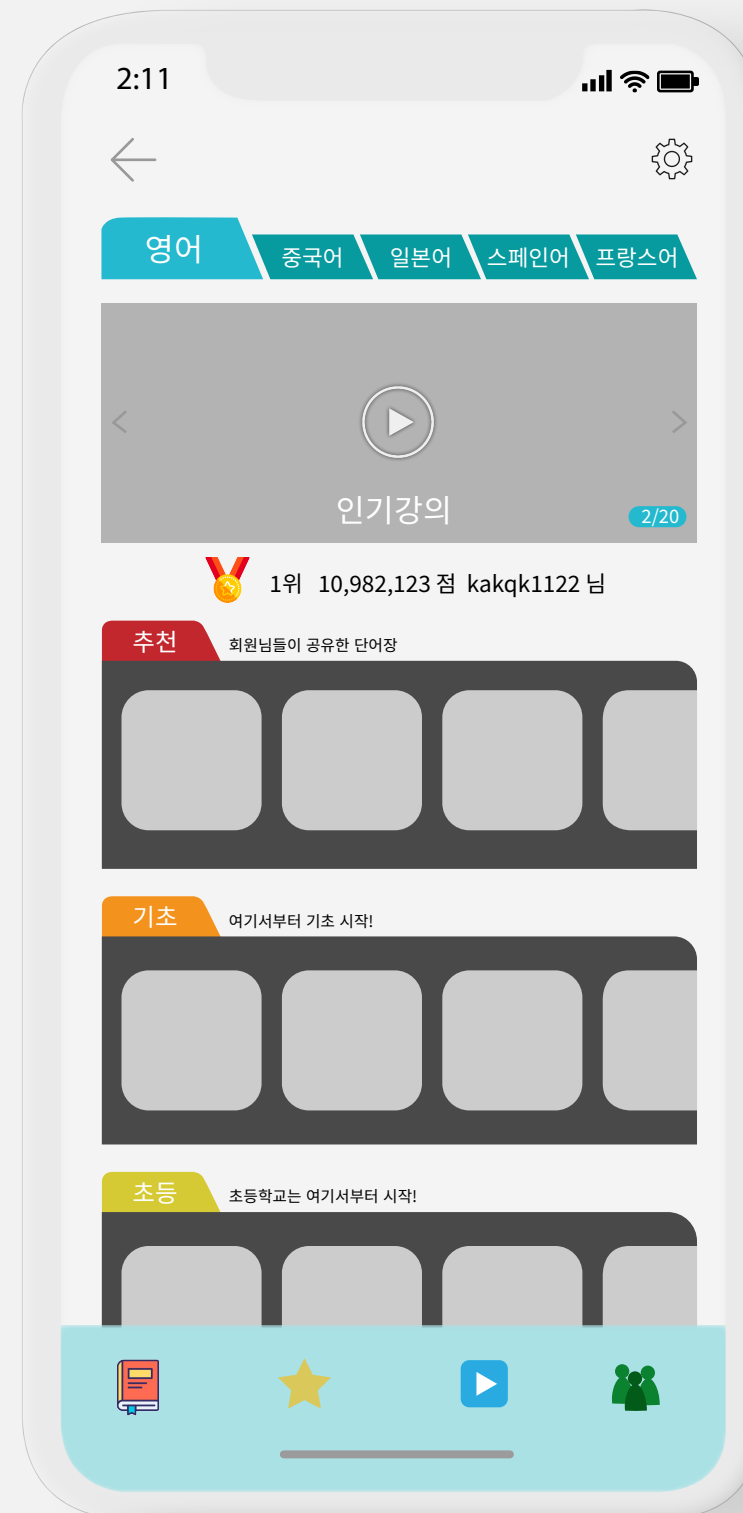 2:11
영어 중국어 일본어 스페인어 프랑스어
인기강의
2/20
1위 10,982,123 점 kakqk1122 님
추천 회원님들이 공유한 단어장
기초 여기서부터 기초 시작!
초등 초등학교는 여기서부터 시작!